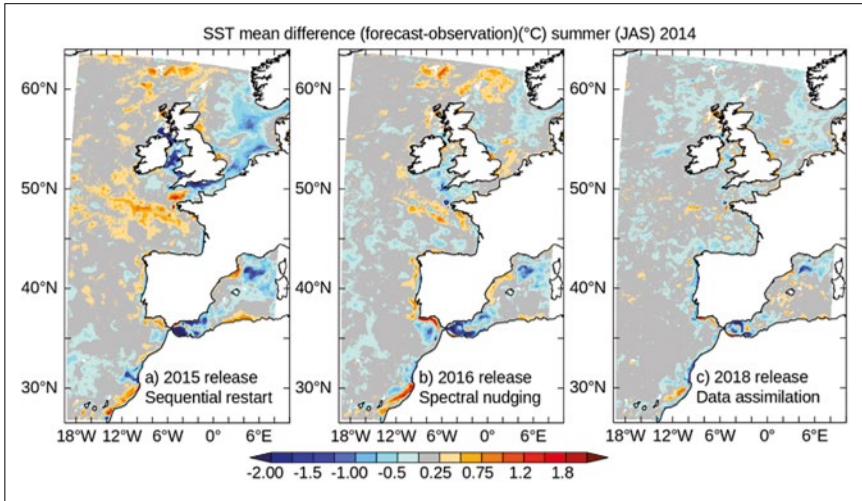 SST mean difference (forecast-observation)(°C) summer (JAS) 2014
60°N
50°N
40°N
30°N
18°W 12°W 6°W 0° 6°E
a) 2015 release
Sequential restart
60°N
50°N
40°N
30°N
18°W 12°W 6°W 0° 6°E
b) 2016 release
Spectral nudging
60°N
50°N
40°N
30°N
18°W 12°W 6°W 0° 6°E
c) 2018 release
Data assimilation
-2.00 -1.5 -1.00 -0.5 0.25 0.75 1.2 1.8